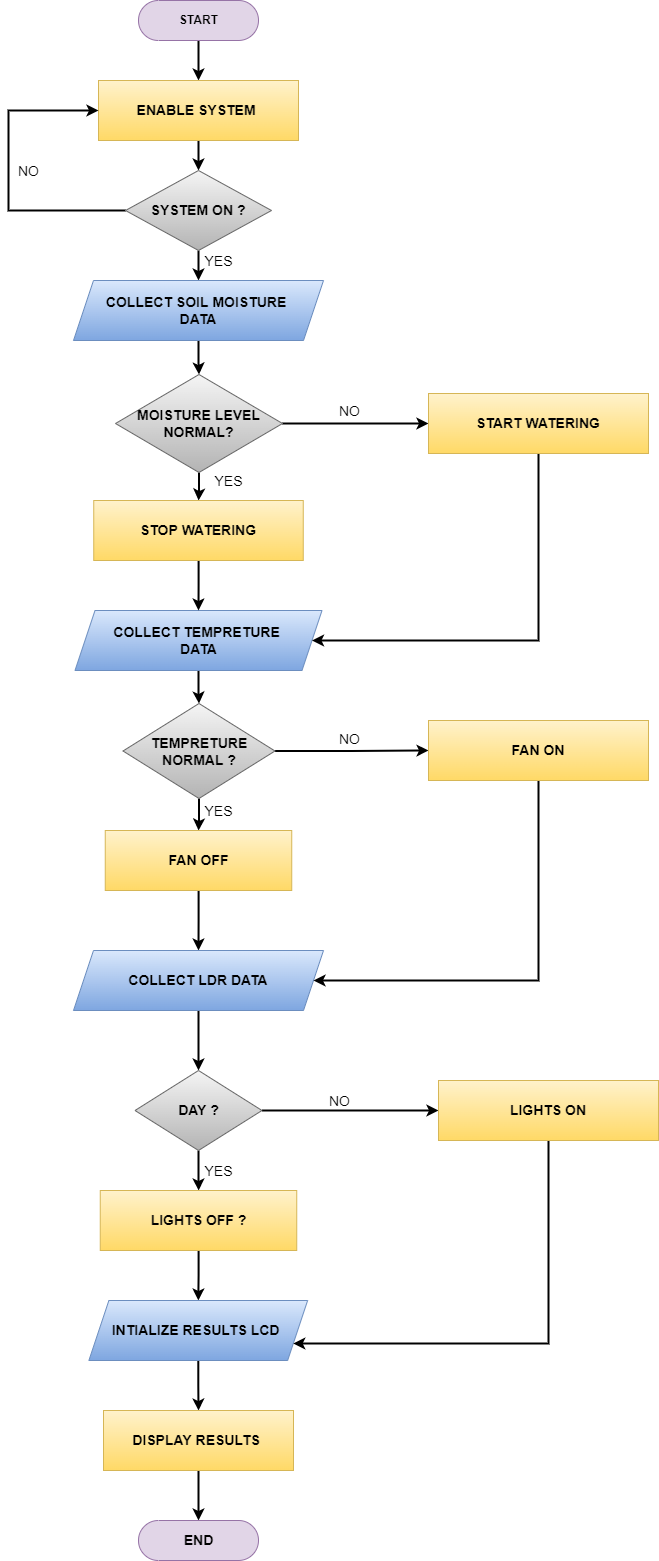 START
ENABLE SYSTEM
NO
SYSTEM ON ?
YES
COLLECT SOIL MOISTURE
DATA
MOISTURE LEVEL
NORMAL?
NO
START WATERING
YES
STOP WATERING
COLLECT TEMPRETURE
DATA
TEMPRETURE
NORMAL ?
NO
FAN ON
YES
FAN OFF
COLLECT LDR DATA
DAY ?
NO
LIGHTS ON
YES
LIGHTS OFF ?
INTIALIZE RESULTS LCD
DISPLAY RESULTS
END